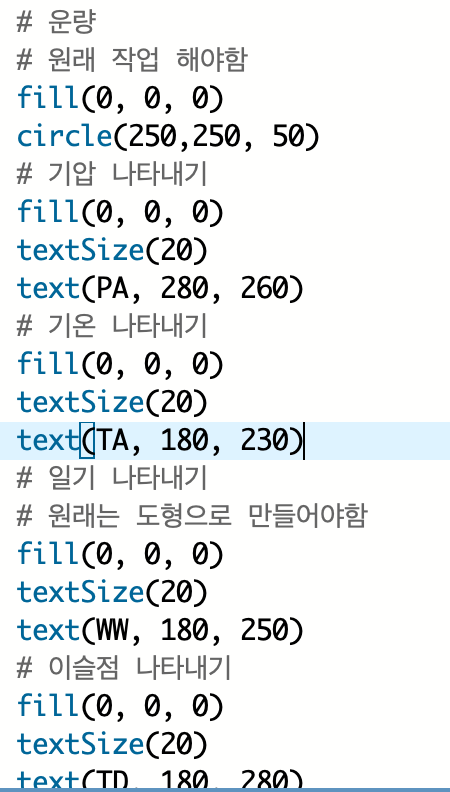 # 운량
# 원래 작업 해야함
fill(0, 0, 0)
circle(250,250, 50)
# 기압 나타내기
fill(0, 0, 0)
textSize(20)
text(PA, 280, 260)
# 기온 나타내기
fill(0, 0, 0)
textSize(20)
text(TA, 180, 230)
# 일기 나타내기
# 원래는 도형으로 만들어야함
fill(0, 0, 0)
textSize(20)
text(WW, 180, 250)
# 이슬점 나타내기
fill(0, 0, 0)
textSize(20)
text(TD, 180, 280)